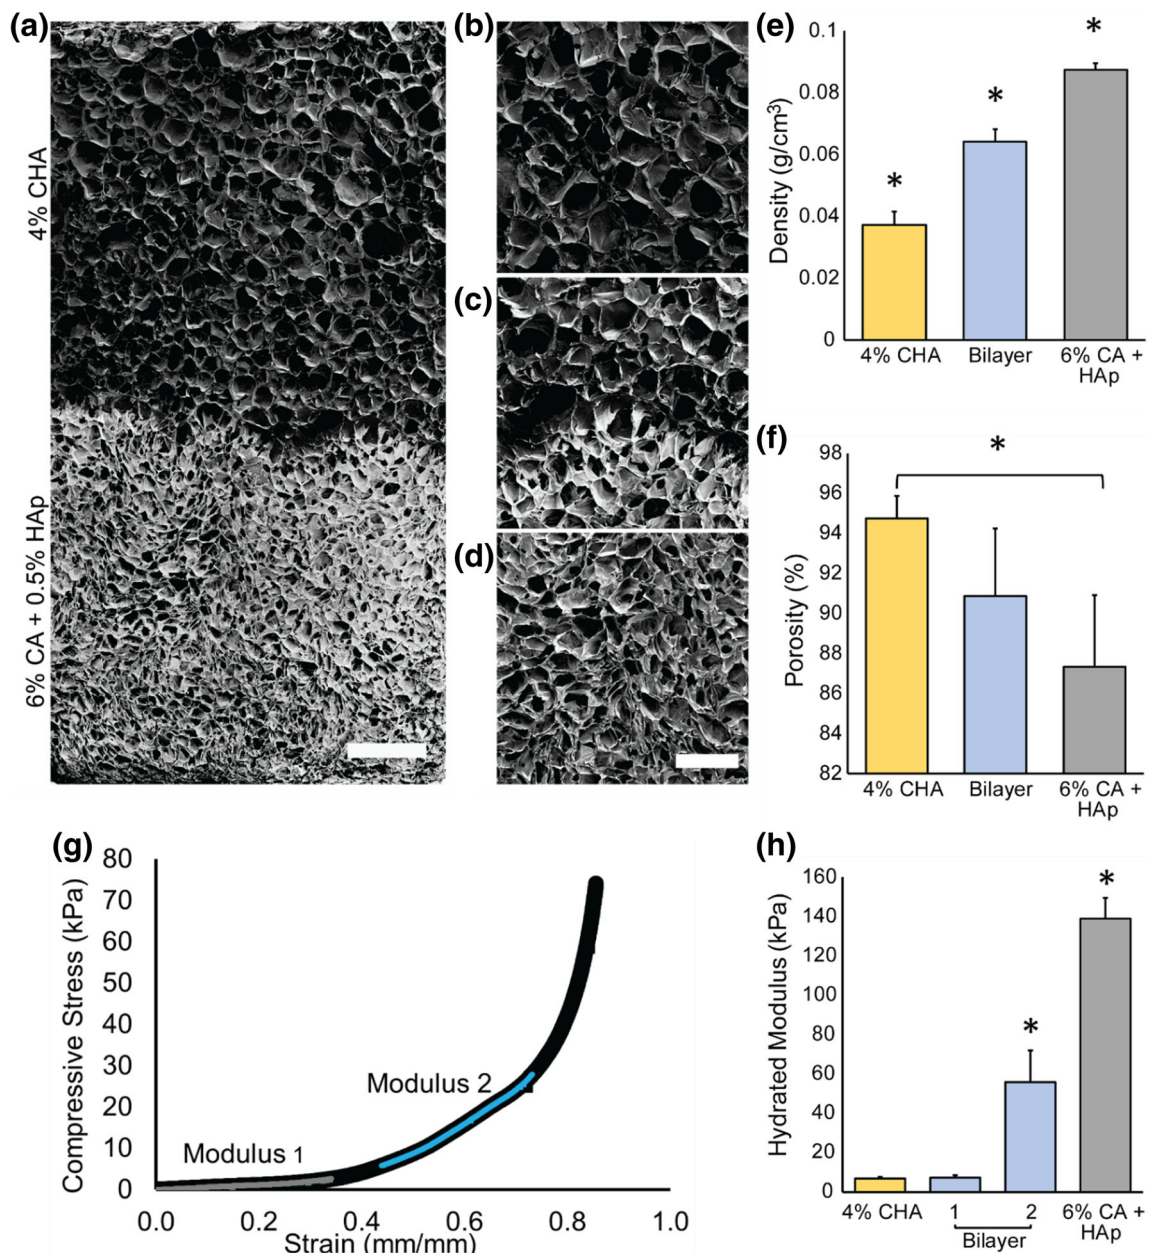 (a)
4% CHA
6% CA + 0.5% HAp
(b)
(c)
(d)
(e)
Density (g/cm³)
0.1
0.08
0.06
0.04
0.02
0
*
*
*
4% CHA
Bilayer
6% CA +
HAp
(f)
Porosity (%)
98
96
94
92
90
88
86
84
82
*
4% CHA
Bilayer
6% CA +
HAp
(g)
Compressive Stress (kPa)
80
70
60
50
40
30
20
10
0
Modulus 2
Modulus 1
0.0 0.2 0.4 0.6 0.8 1.0
Strain (mm/mm)
(h)
Hydrated Modulus (kPa)
160
140
120
100
80
60
40
20
0
*
*
4% CHA
1
2
Bilayer
6% CA +
HAp